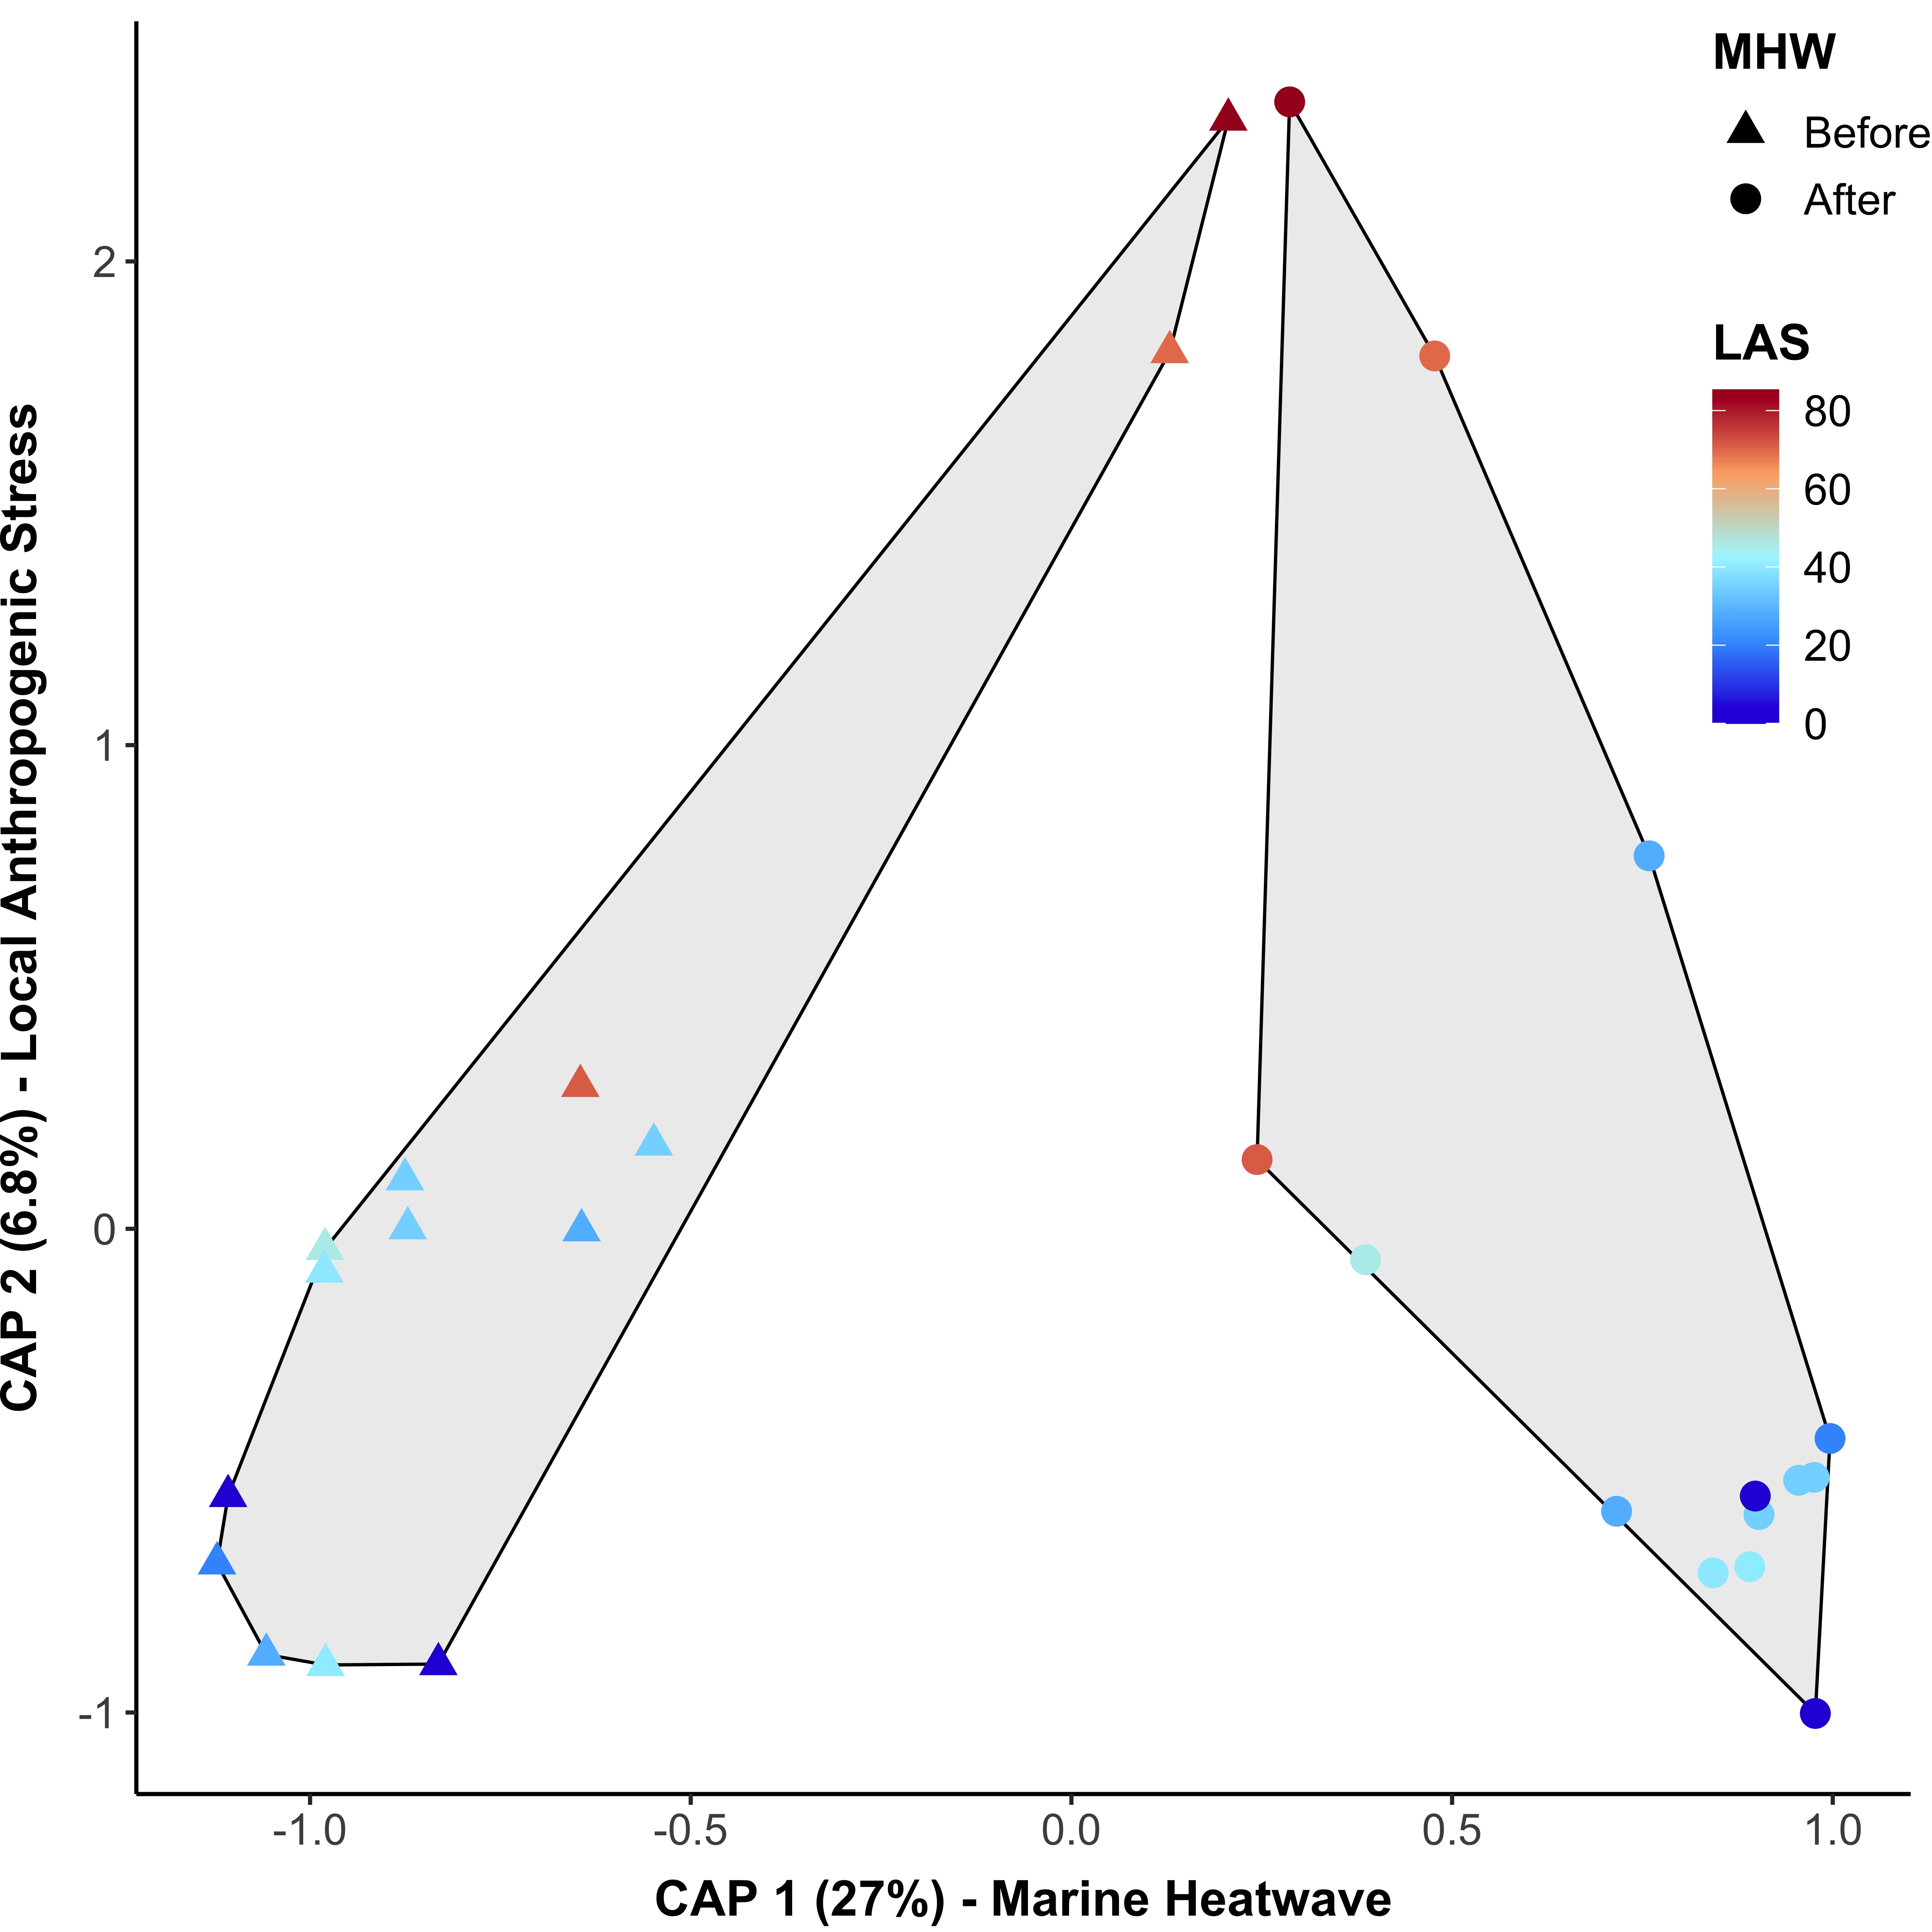 MHW
Before
After
LAS
80
60
40
20
0
CAP 2 (6.8%) - Local Anthropogenic Stress
2
1
0
-1
-1.0
-0.5
0.0
0.5
1.0
CAP 1 (27%) - Marine Heatwave